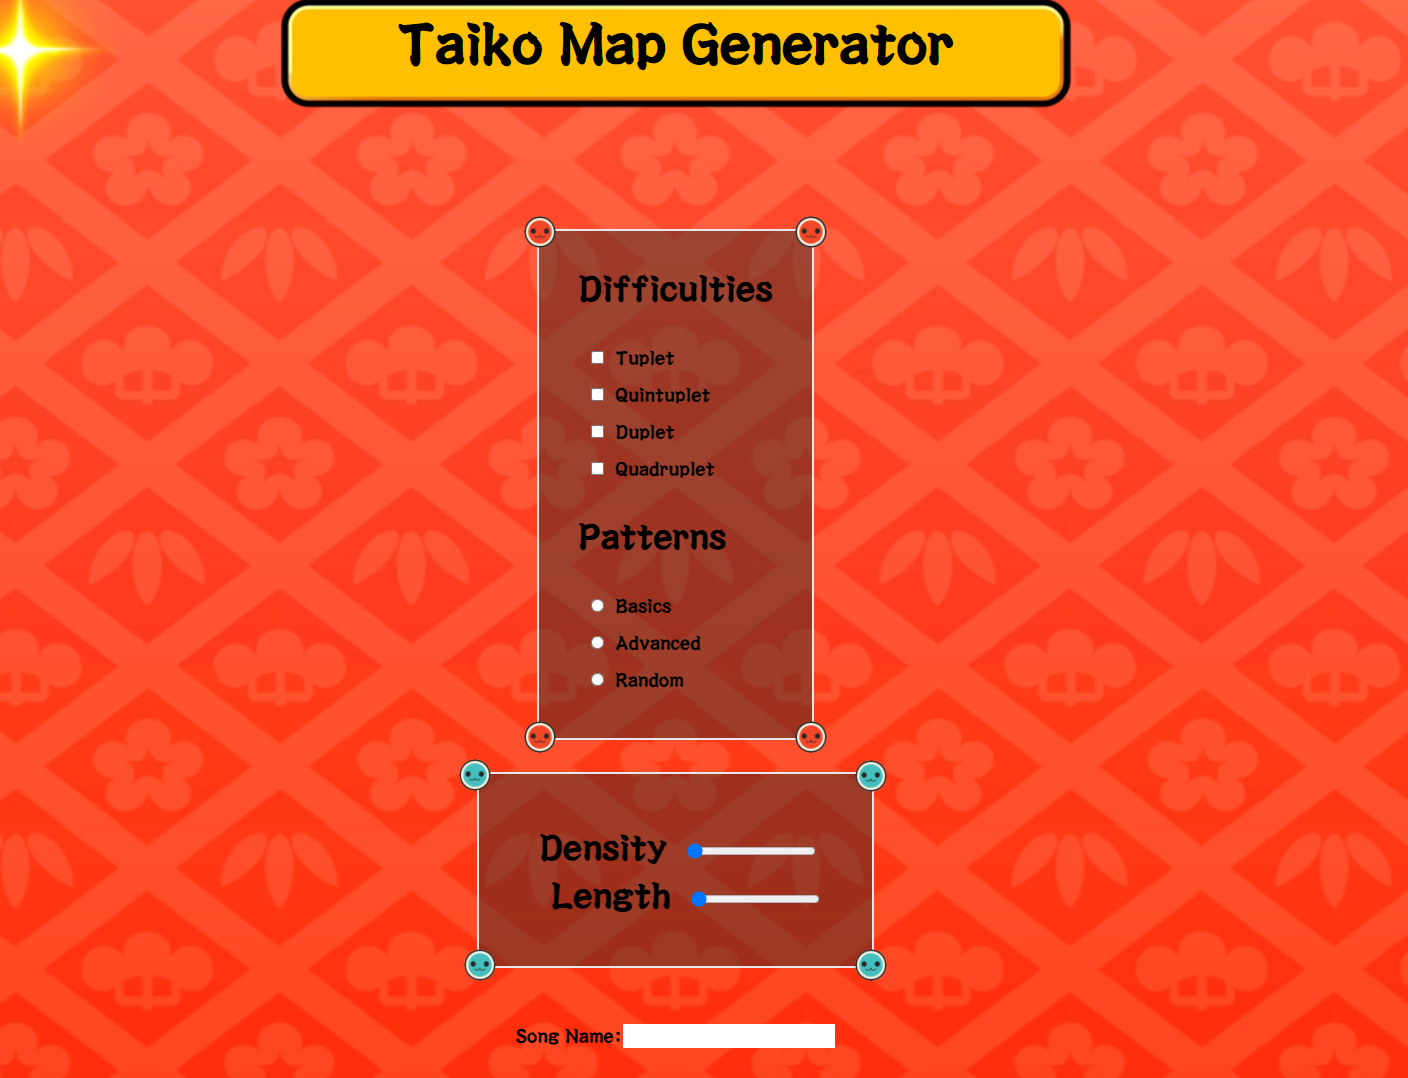 Taiko Map Generator
Difficulties
Tuplet
Quintuplet
Duplet
Quadruplet
Patterns
Basics
Advanced
Random
Density
Length
Song Name: